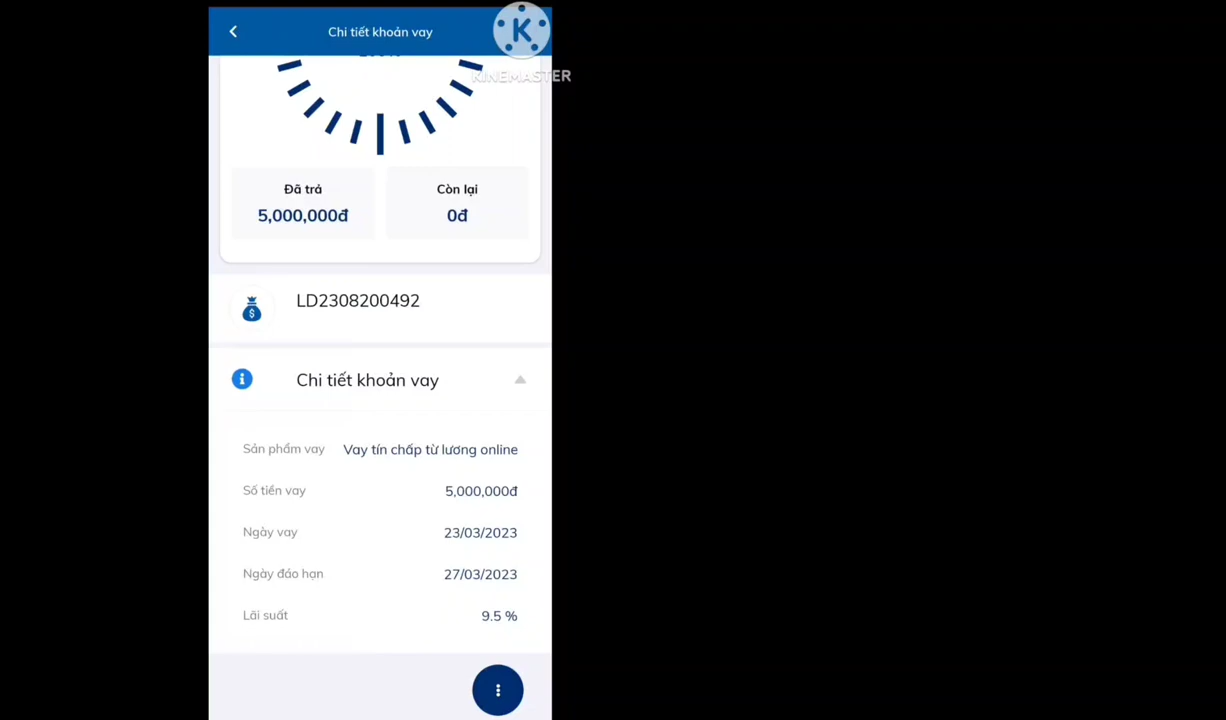 Chi tiết khoản vay
K
KINEMASTER
Đã trả
Còn lại
5,000,000đ
0đ
LD2308200492
Chi tiết khoản vay
Sản phẩm vay Vay tín chấp từ lương online
Số tiền vay 5,000,000đ
Ngày vay 23/03/2023
Ngày đáo hạn 27/03/2023
Lãi suất 9.5 %